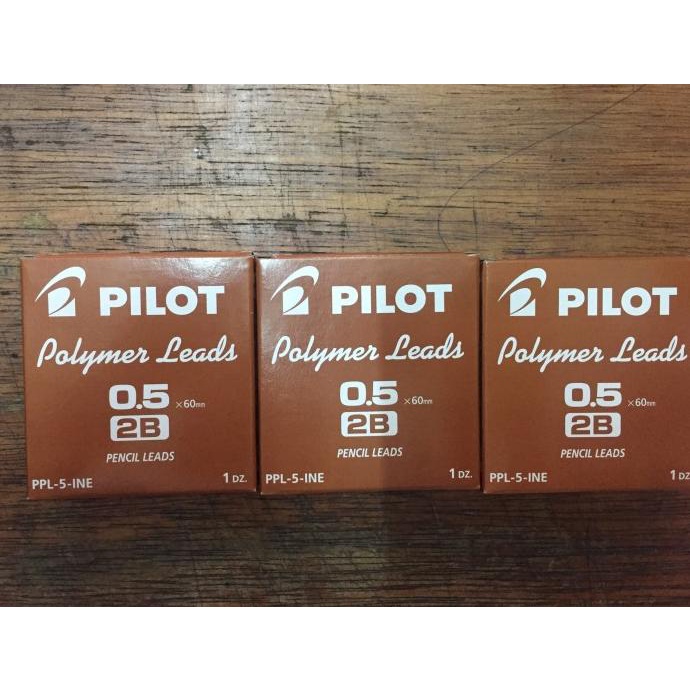 PILOT
Polymer Leads
0.5 ×60mm
2B
PENCIL LEADS
PPL-5-INE 1 DZ.
PILOT
Polymer Leads
0.5 ×60mm
2B
PENCIL LEADS
PPL-5-INE 1 DZ.
PILOT
Polymer Leads
0.5 ×60mm
2B
PENCIL LEADS
PPL-5-INE 1 DZ